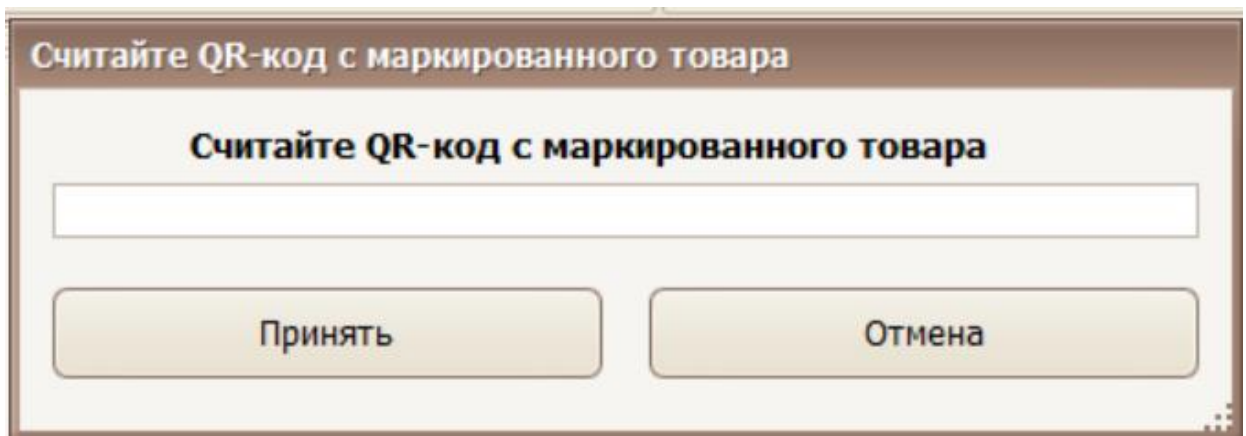 Считайте QR-код с маркированного товара
Считайте QR-код с маркированного товара
Принять
Отмена